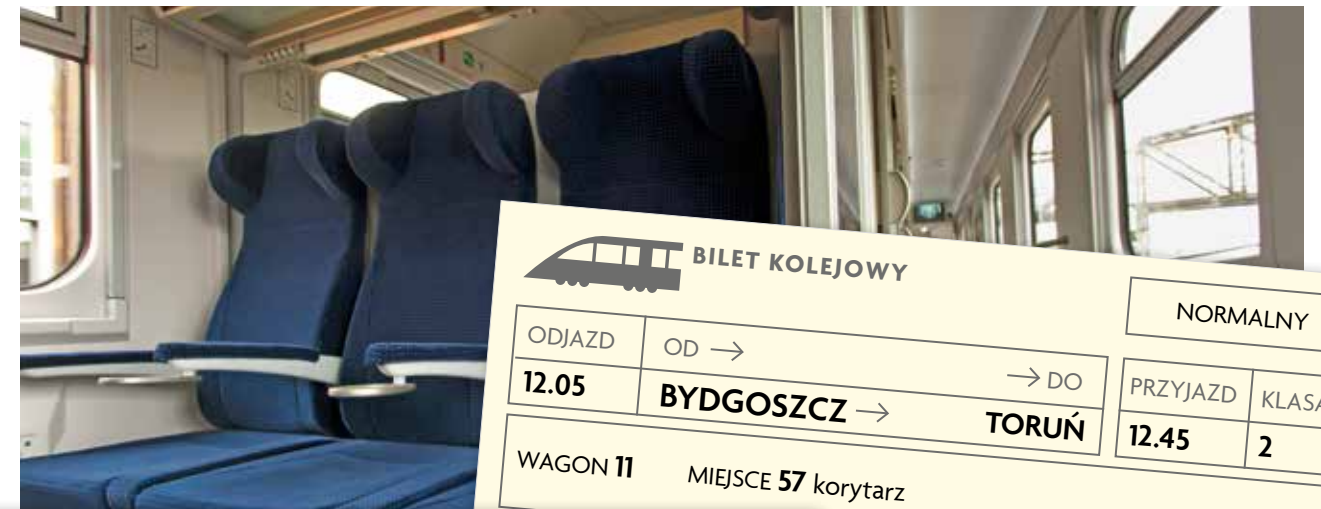 BILET KOLEJOWY
NORMALNY
ODJAZD OD → → DO PRZYJAZD KLASA
12.05 BYDGOSZCZ → TORUŃ 12.45 2
WAGON 11 MIEJSCE 57 korytarz